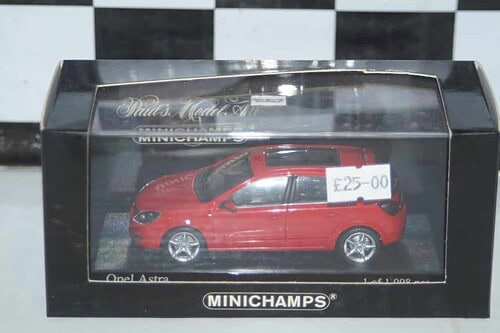 Paul's Model Art
MINICHAMPS
£25-00
Opel Astra
MINICHAMPS®